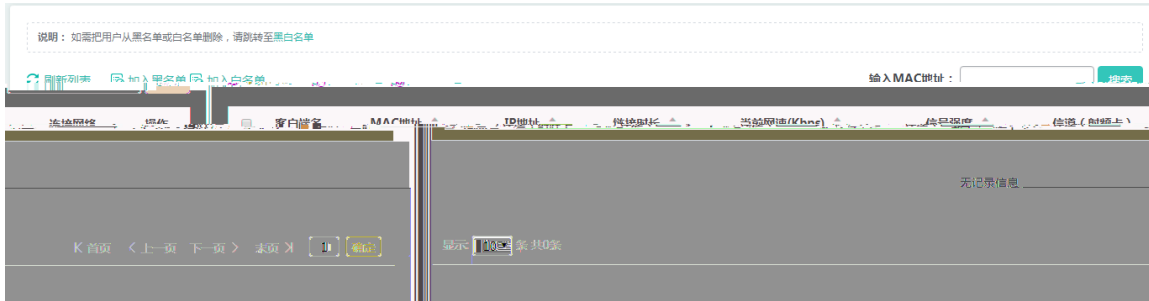 说明： 如需把用户从黑名单或白名单删除，请跳转至黑白名单
刷新列表 加入黑名单 加入白名单 输入MAC地址： 搜索
连接网络 操作 客户端名 MAC地址 IP地址 链接时长 当前网速(Kbps) 信号强度 信道 ( 射频卡 )
无记录信息
首页 上一页 下一页 末页 1 确定 显示 10 条 共0条